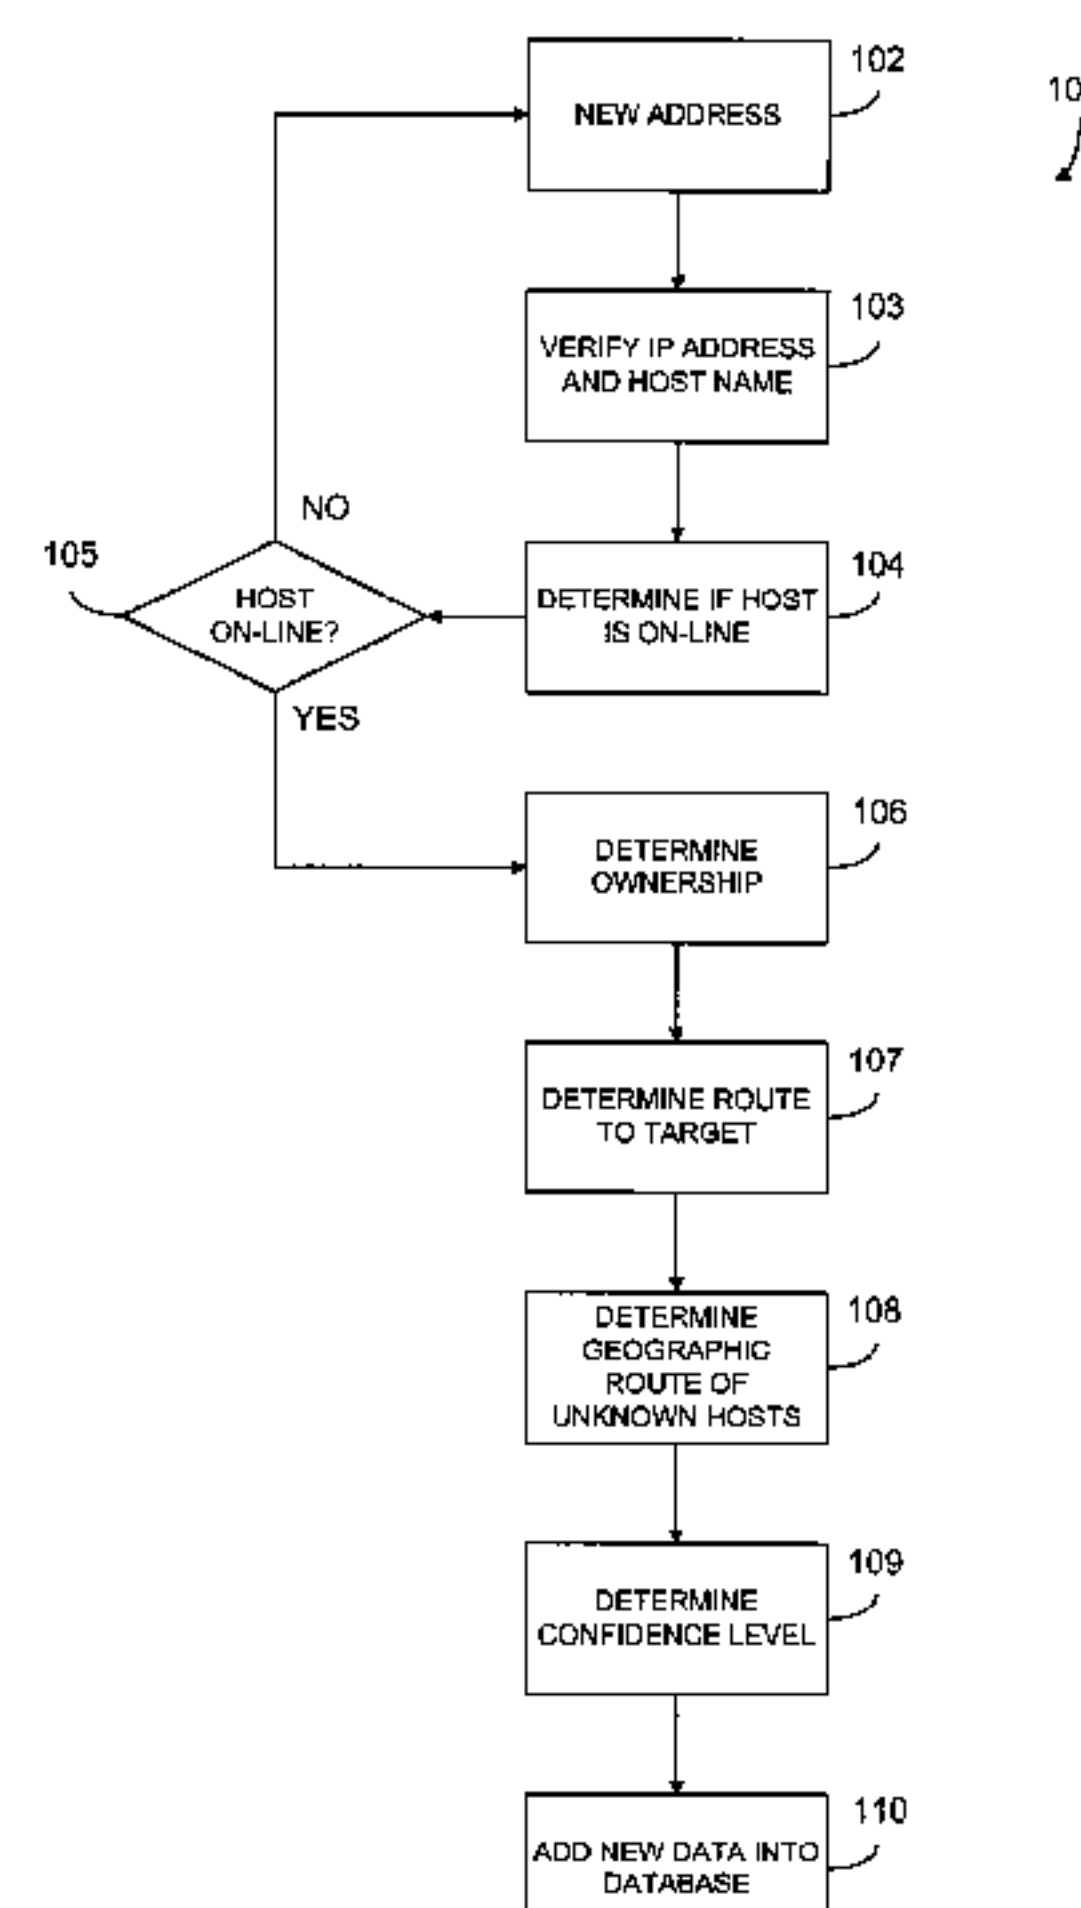 102
10
NEW ADDRESS
103
VERIFY IP ADDRESS
AND HOST NAME
NO
105
104
HOST
ON-LINE?
DETERMINE IF HOST
IS ON-LINE
YES
106
DETERMINE
OWNERSHIP
107
DETERMINE ROUTE
TO TARGET
108
DETERMINE
GEOGRAPHIC
ROUTE OF
UNKNOWN HOSTS
109
DETERMINE
CONFIDENCE LEVEL
110
ADD NEW DATA INTO
DATABASE